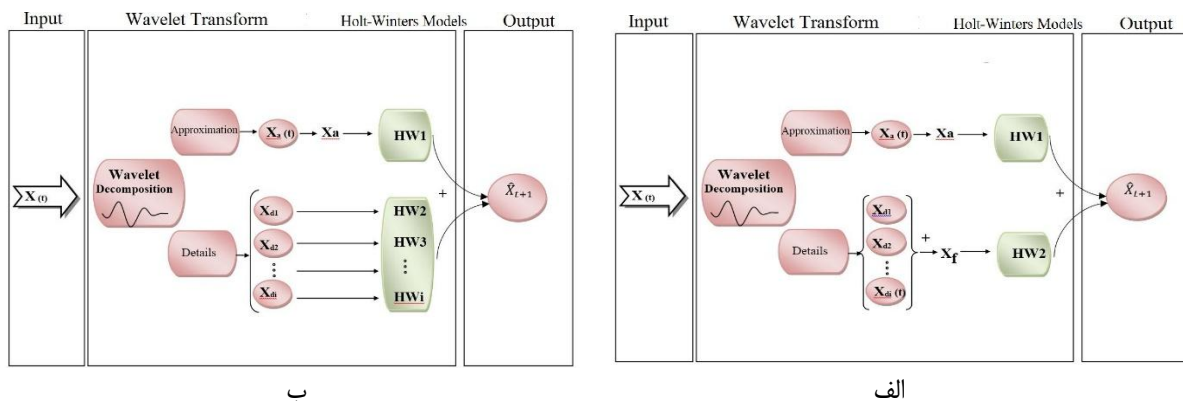 Input
Wavelet Transform
Holt-Winters Models
Output
X (t)
Wavelet
Decomposition
Approximation
Xa (t)
Xa
HW1
Details
Xd1
Xd2
⋮
Xdi
HW2
HW3
⋮
HWi
+
X̂t+1
ب
Input
Wavelet Transform
Holt-Winters Models
Output
X (t)
Wavelet
Decomposition
Approximation
Xa (t)
Xa
HW1
Details
Xd1
Xd2
⋮
Xdi (t)
+
Xf
HW2
+
X̂t+1
الف